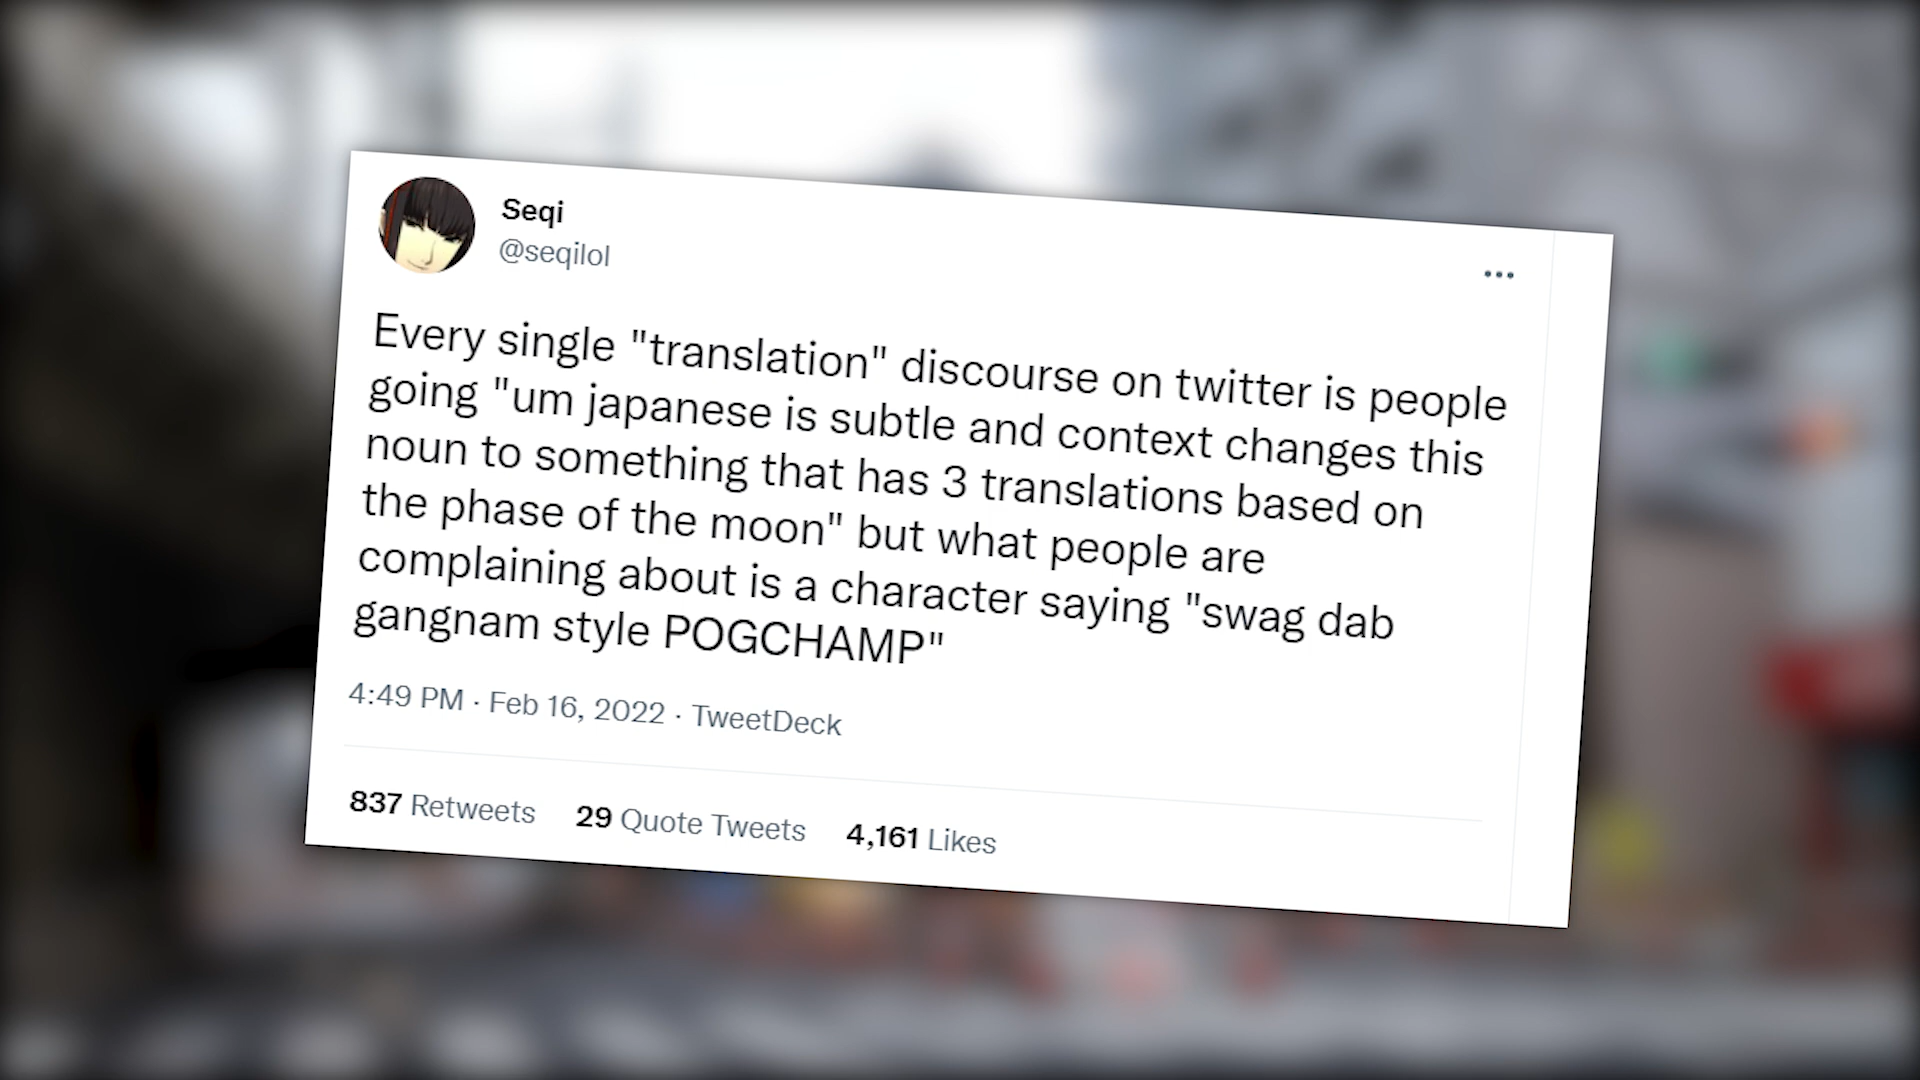 Seqi
@seqilol
Every single "translation" discourse on twitter is people
going "um japanese is subtle and context changes this
noun to something that has 3 translations based on
the phase of the moon" but what people are
complaining about is a character saying "swag dab
gangnam style POGCHAMP"
4:49 PM · Feb 16, 2022 · TweetDeck
837 Retweets 29 Quote Tweets 4,161 Likes